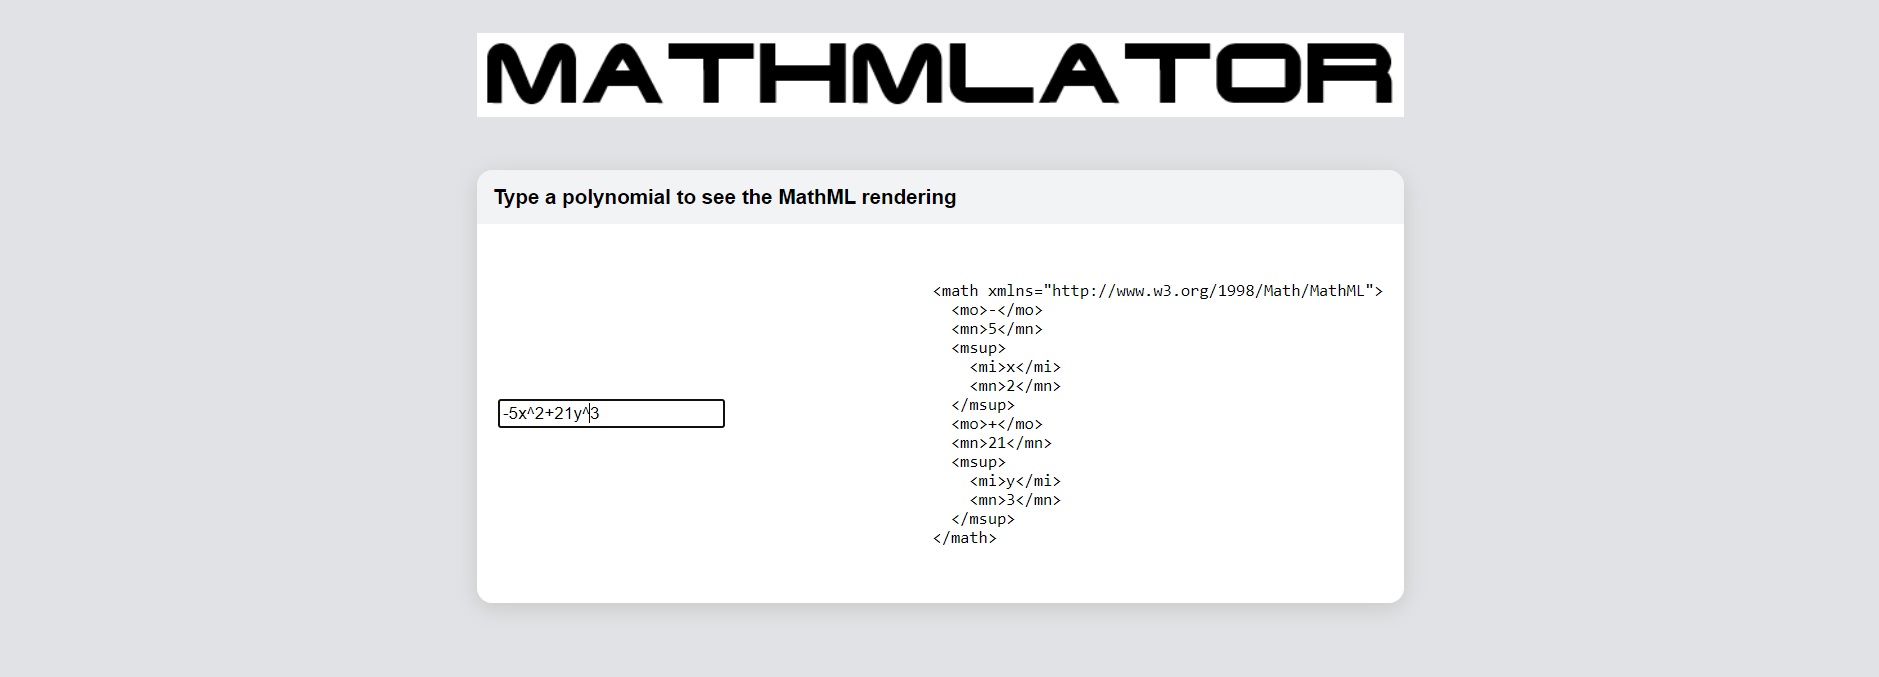 MATHMLATOR
Type a polynomial to see the MathML rendering
-5x^2+21y^3
<math xmlns="http://www.w3.org/1998/Math/MathML">
  <mo>-</mo>
  <mn>5</mn>
  <msup>
    <mi>x</mi>
    <mn>2</mn>
  </msup>
  <mo>+</mo>
  <mn>21</mn>
  <msup>
    <mi>y</mi>
    <mn>3</mn>
  </msup>
</math>